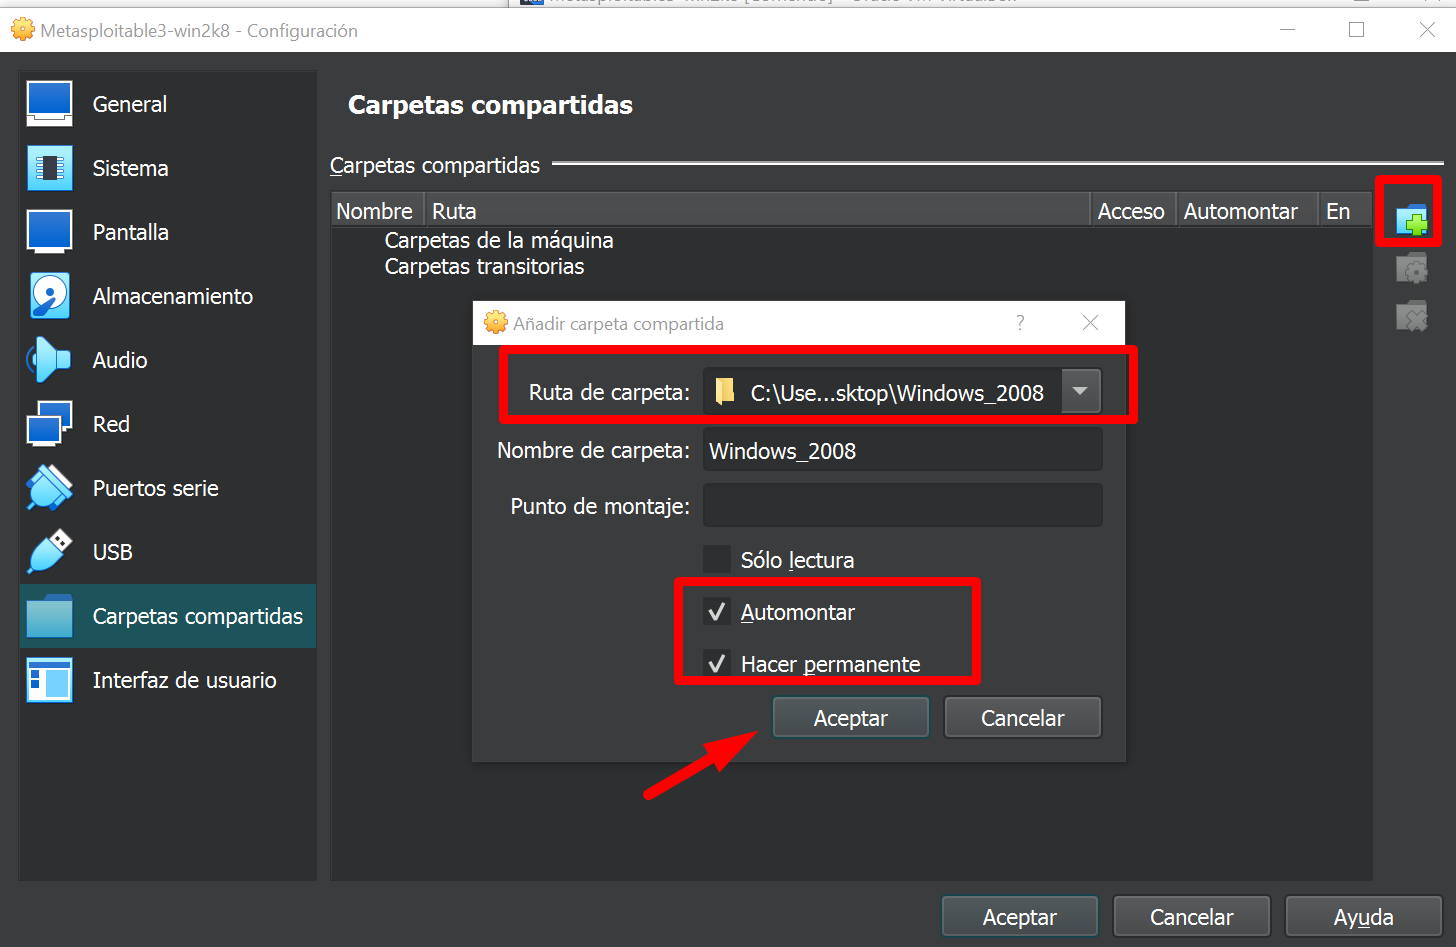 Metasploitable3-win2k8 - Configuración
General
Sistema
Pantalla
Almacenamiento
Audio
Red
Puertos serie
USB
Carpetas compartidas
Interfaz de usuario
Carpetas compartidas
Carpetas compartidas
Nombre Ruta Acceso Automontar En
Carpetas de la máquina
Carpetas transitorias
Añadir carpeta compartida ?
Ruta de carpeta: C:\Use...sktop\Windows_2008
Nombre de carpeta: Windows_2008
Punto de montaje:
Sólo lectura
Automontar
Hacer permanente
Aceptar Cancelar
Aceptar Cancelar Ayuda